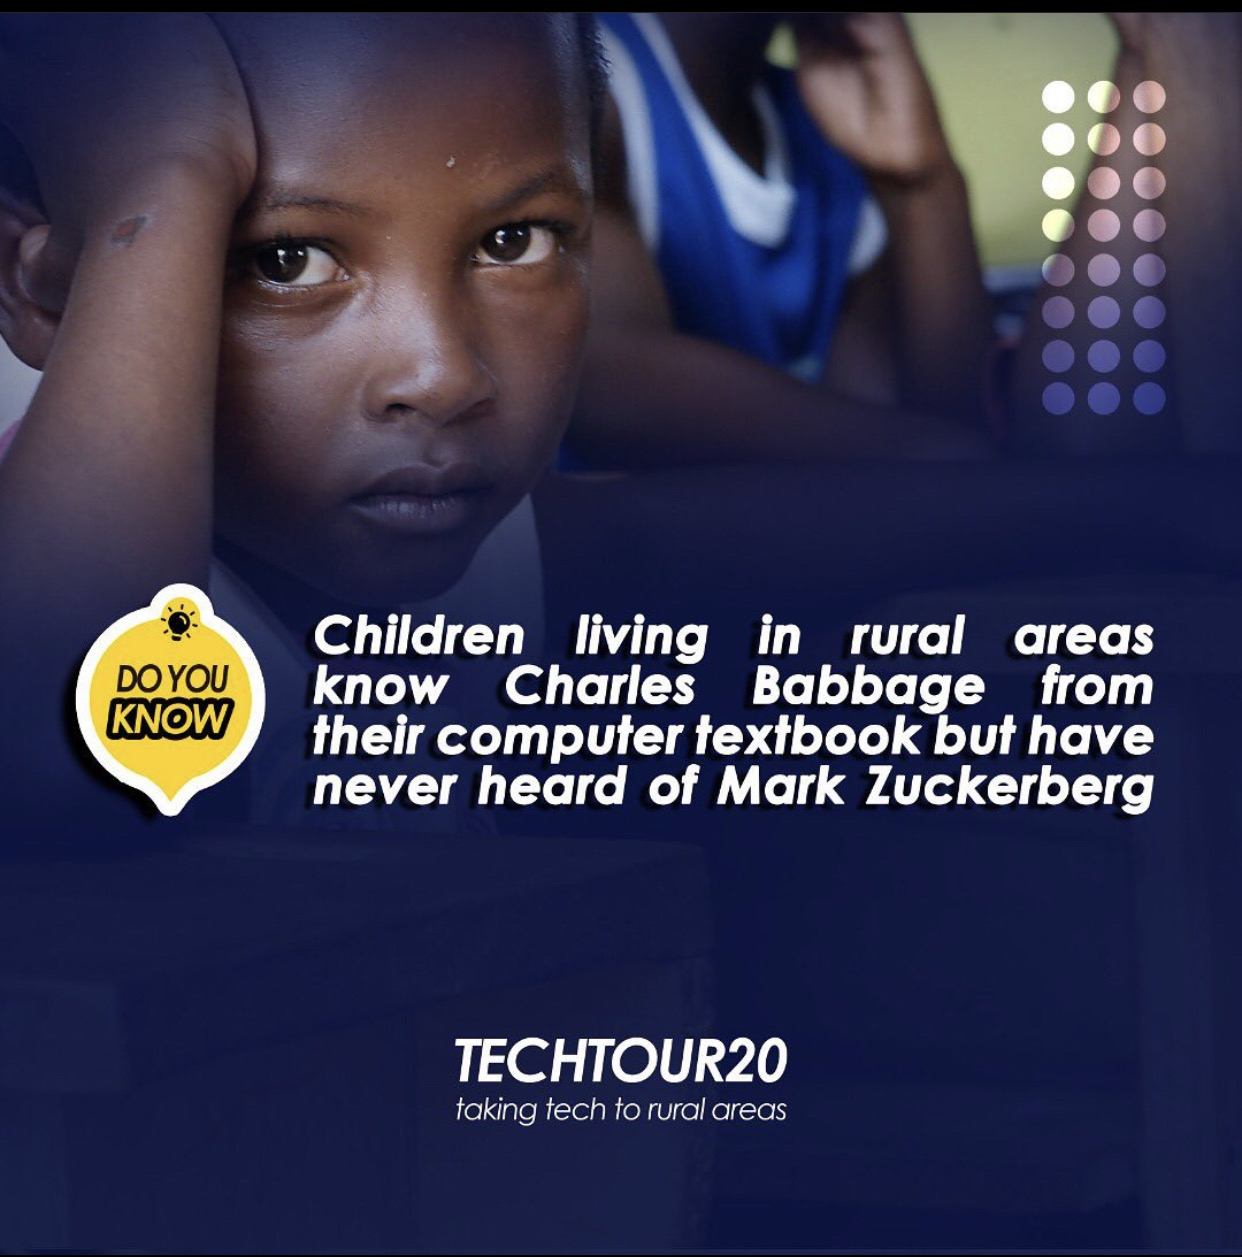 DO YOU
KNOW
Children living in rural areas
know Charles Babbage from
their computer textbook but have
never heard of Mark Zuckerberg
TECHTOUR20
taking tech to rural areas